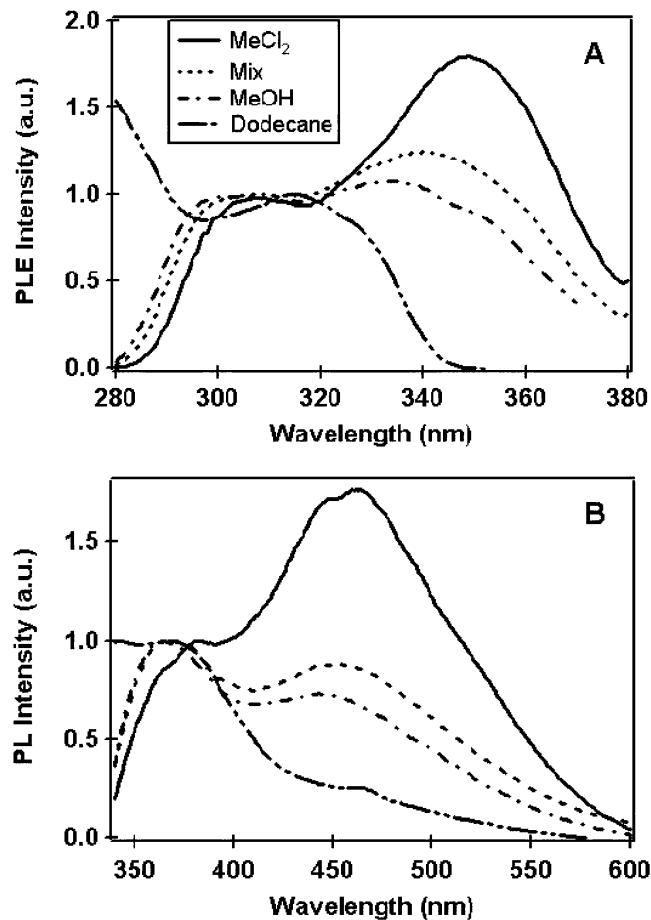 2.0
1.5
1.0
0.5
0.0
PLE Intensity (a.u.)
MeCl₂
Mix
MeOH
Dodecane
A
280 300 320 340 360 380
Wavelength (nm)
1.5
1.0
0.5
0.0
PL Intensity (a.u.)
B
350 400 450 500 550 600
Wavelength (nm)